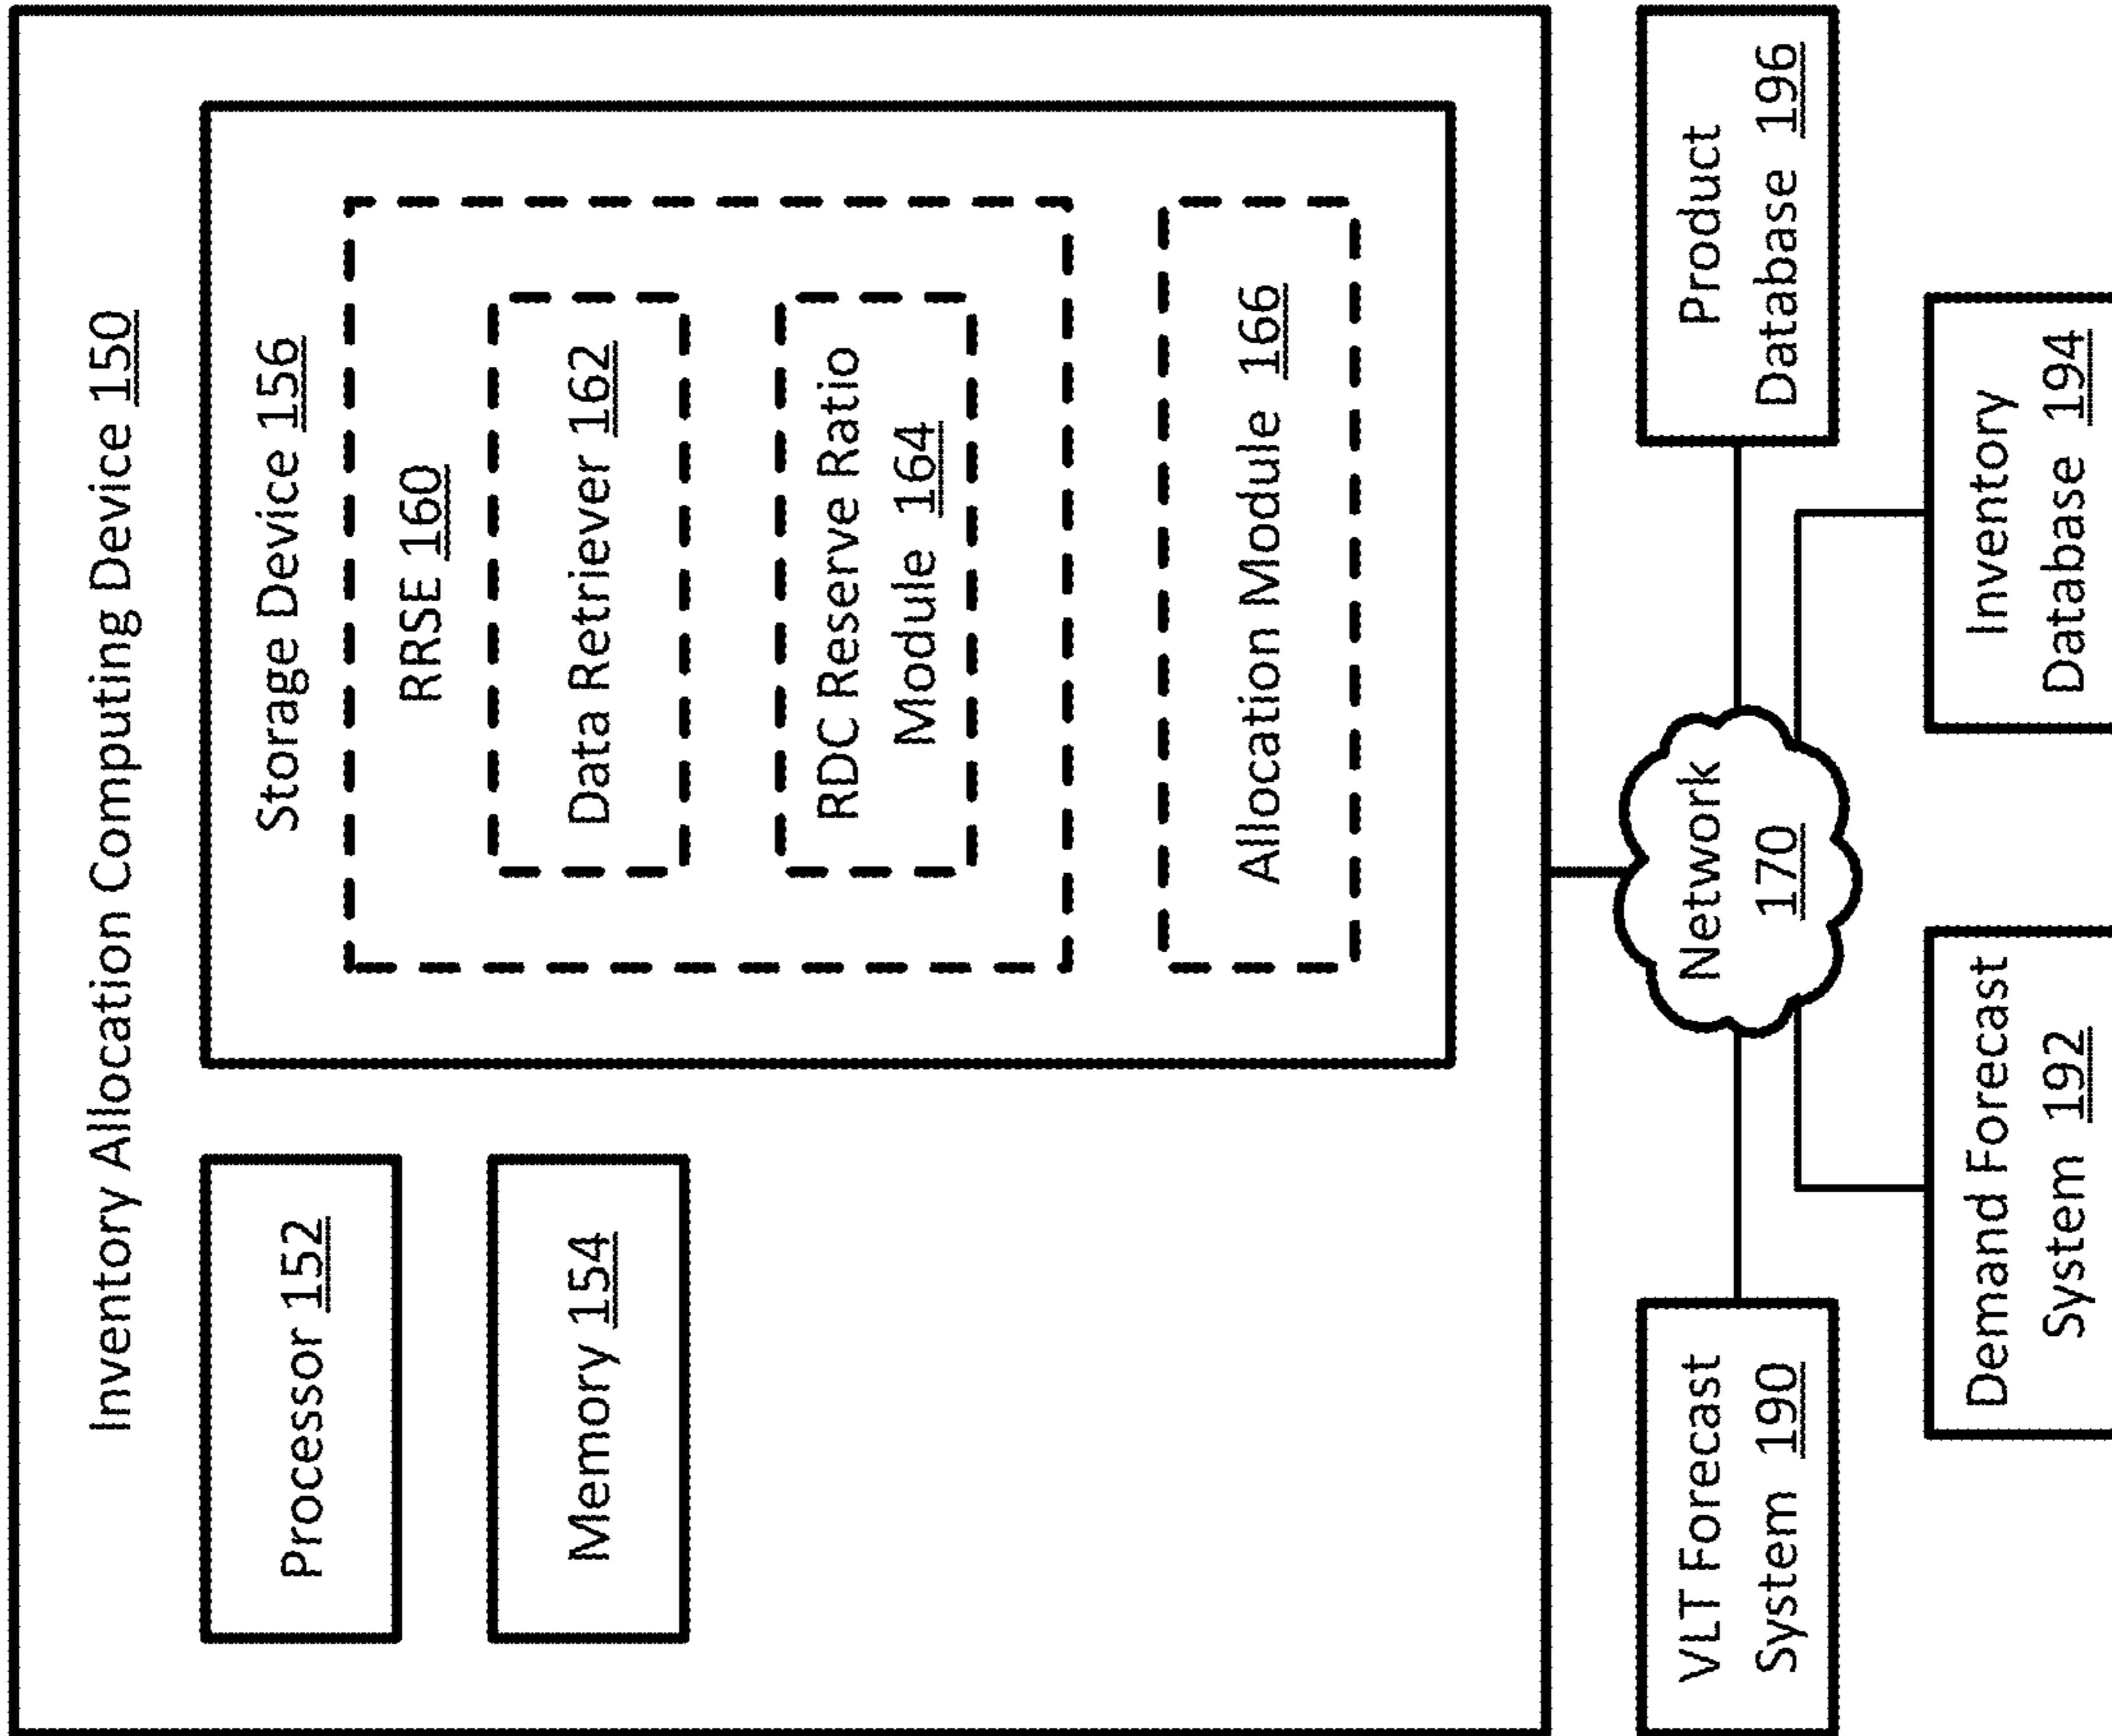 Inventory Allocation Computing Device 150
Processor 152
Memory 154
Storage Device 156
RRSE 160
Data Retriever 162
RDC Reserve Ratio
Module 164
Allocation Module 166
Network
170
VLT Forecast
System 190
Demand Forecast
System 192
Inventory
Database 194
Product
Database 196